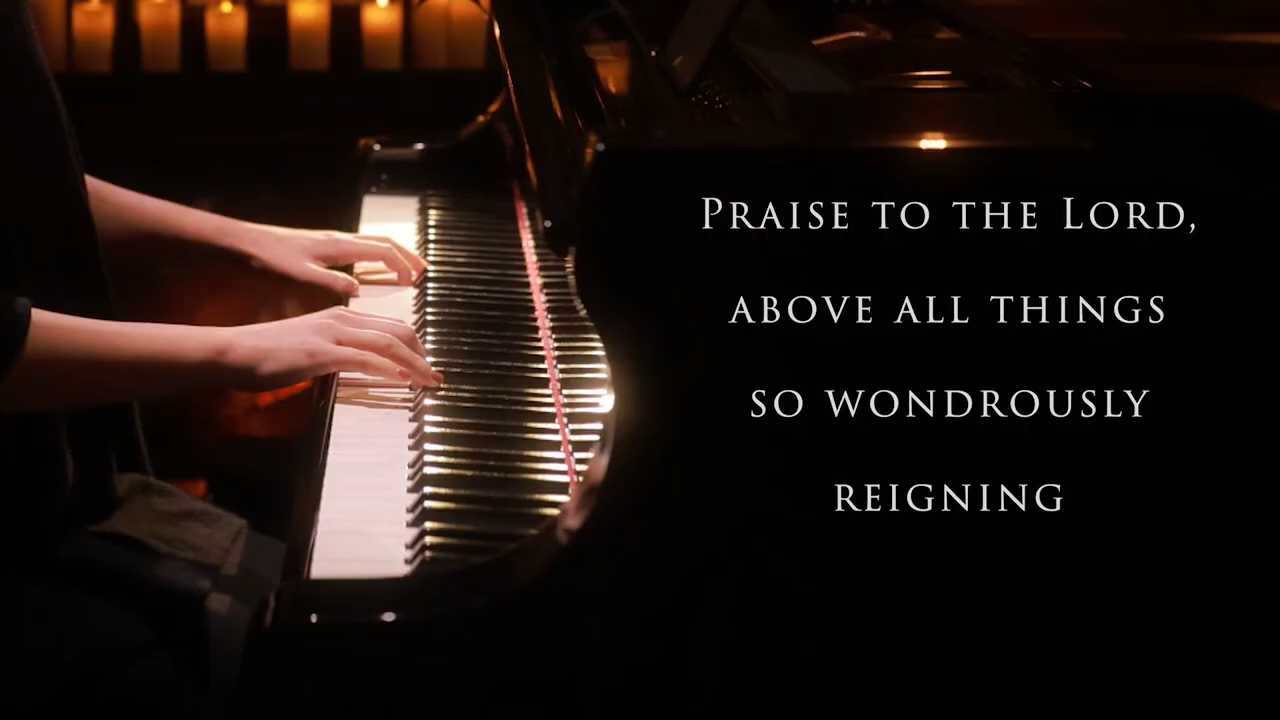 Praise to the Lord,
above all things
so wondrously
reigning